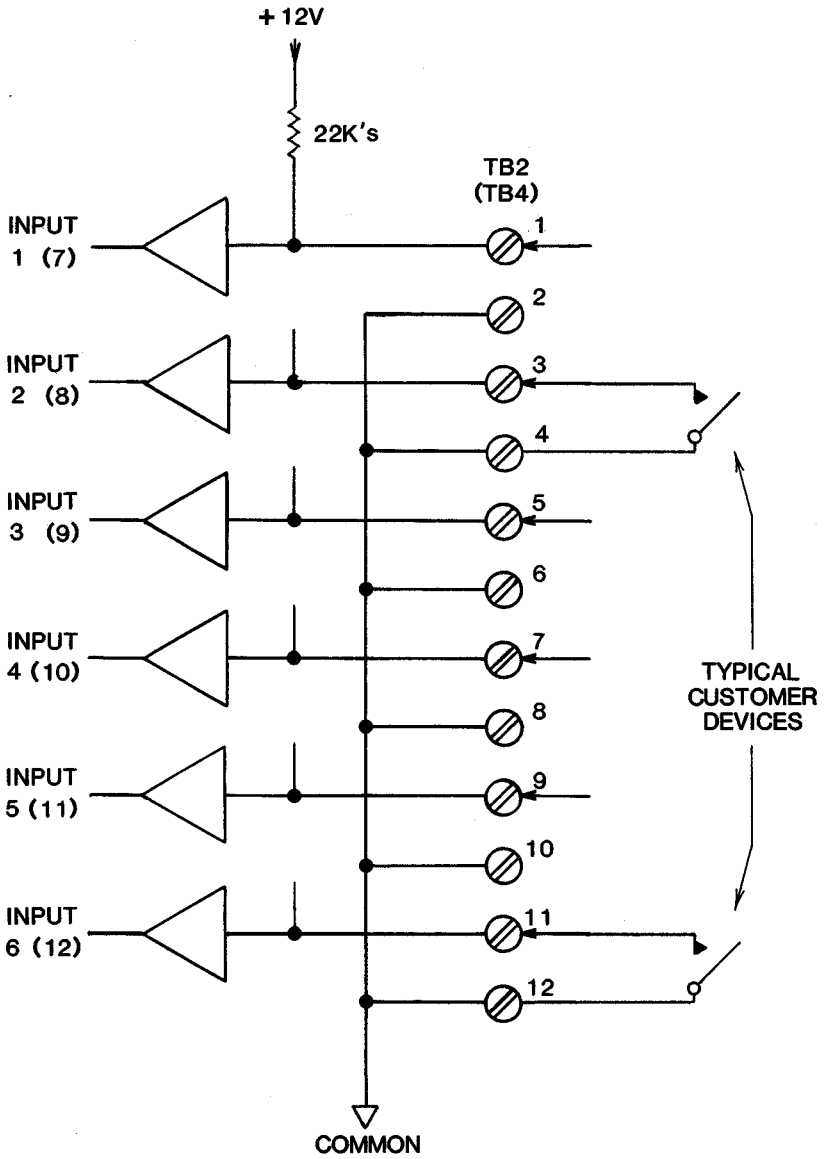 +12V
22K's
TB2
(TB4)
INPUT
1 (7)
1
2
INPUT
2 (8)
3
4
INPUT
3 (9)
5
6
INPUT
4 (10)
7
8
TYPICAL
CUSTOMER
DEVICES
INPUT
5 (11)
9
10
INPUT
6 (12)
11
12
COMMON